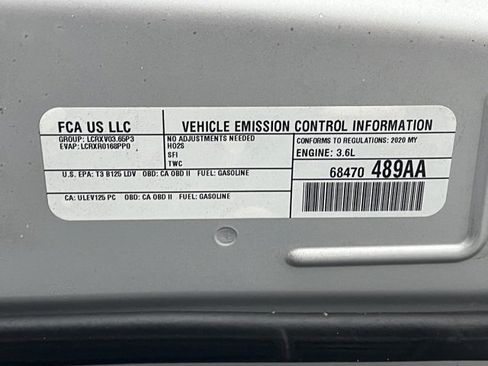 FCA US LLC
GROUP: LCRXV03.65P3
EVAP: LCRXR0168PP0
VEHICLE EMISSION CONTROL INFORMATION
NO ADJUSTMENTS NEEDED
HO2S
SFI
TWC
CONFORMS TO REGULATIONS: 2020 MY
ENGINE: 3.6L
U.S. EPA: T3 B125 LDV OBD: CA OBD II FUEL: GASOLINE
CA: ULEV125 PC OBD: CA OBD II FUEL: GASOLINE
68470 489AA